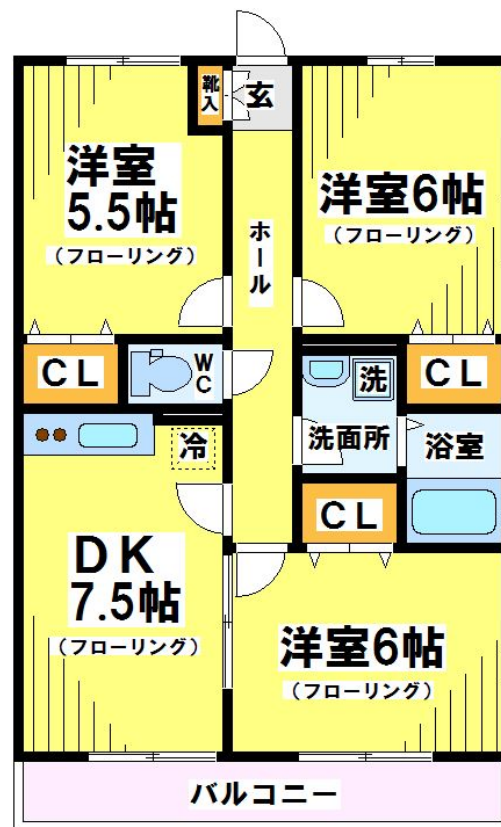 靴入
玄
洋室
5.5帖
(フローリング)
洋室6帖
(フローリング)
ホール
CL
WC
洗
CL
冷
洗面所
浴室
CL
DK
7.5帖
(フローリング)
洋室6帖
(フローリング)
バルコニー